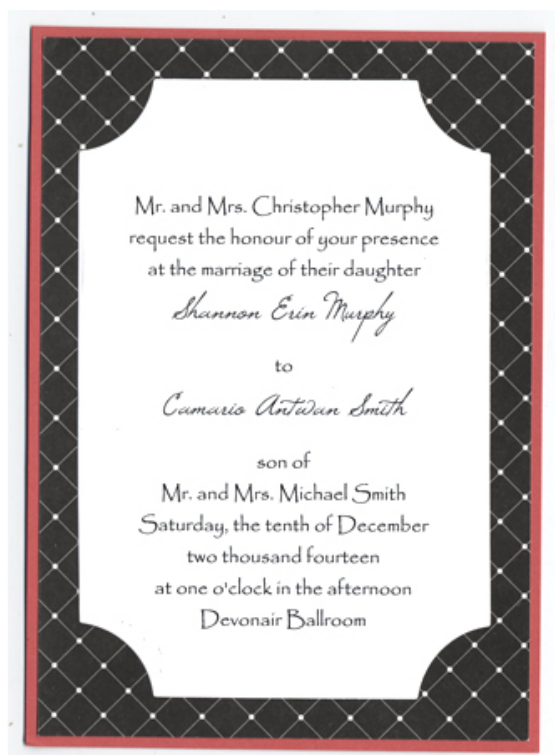 Mr. and Mrs. Christopher Murphy
request the honour of your presence
at the marriage of their daughter
Shannon Erin Murphy
to
Camario Antwan Smith
son of
Mr. and Mrs. Michael Smith
Saturday, the tenth of December
two thousand fourteen
at one o'clock in the afternoon
Devonair Ballroom